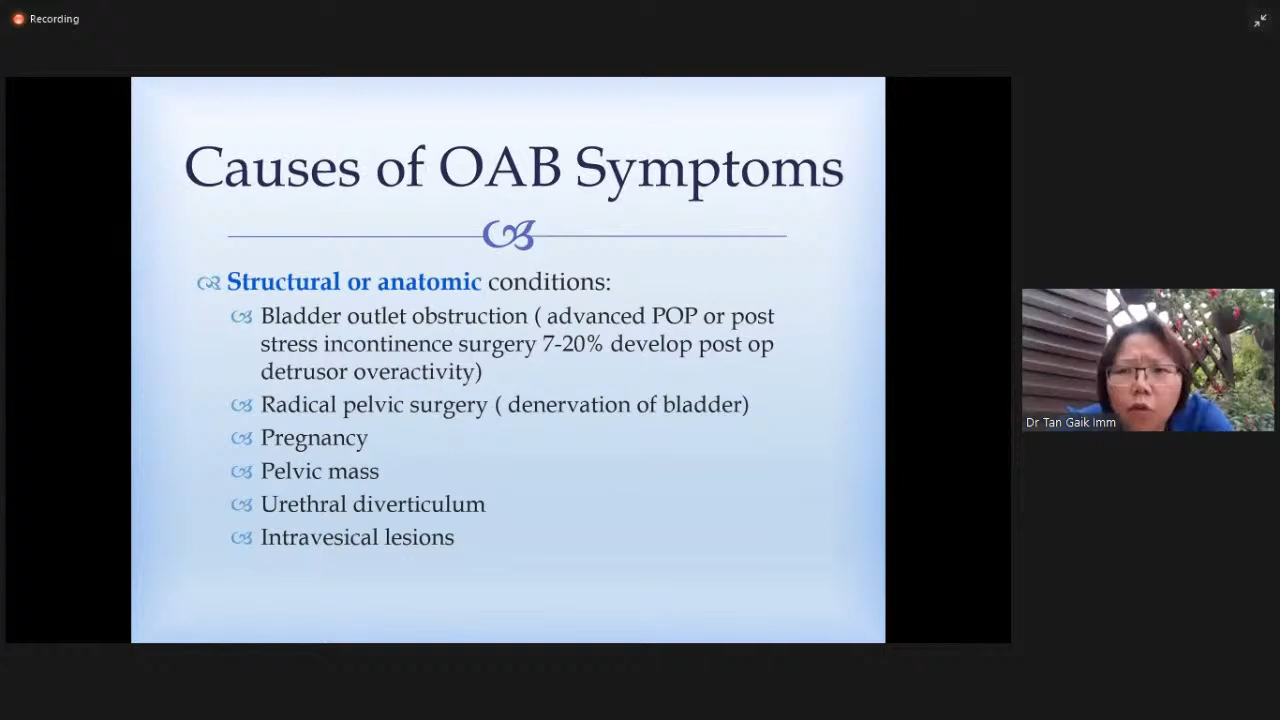 Recording
Causes of OAB Symptoms
Structural or anatomic conditions:
Bladder outlet obstruction ( advanced POP or post
stress incontinence surgery 7-20% develop post op
detrusor overactivity)
Radical pelvic surgery ( denervation of bladder)
Pregnancy
Pelvic mass
Urethral diverticulum
Intravesical lesions
Dr Tan Gaik Imm